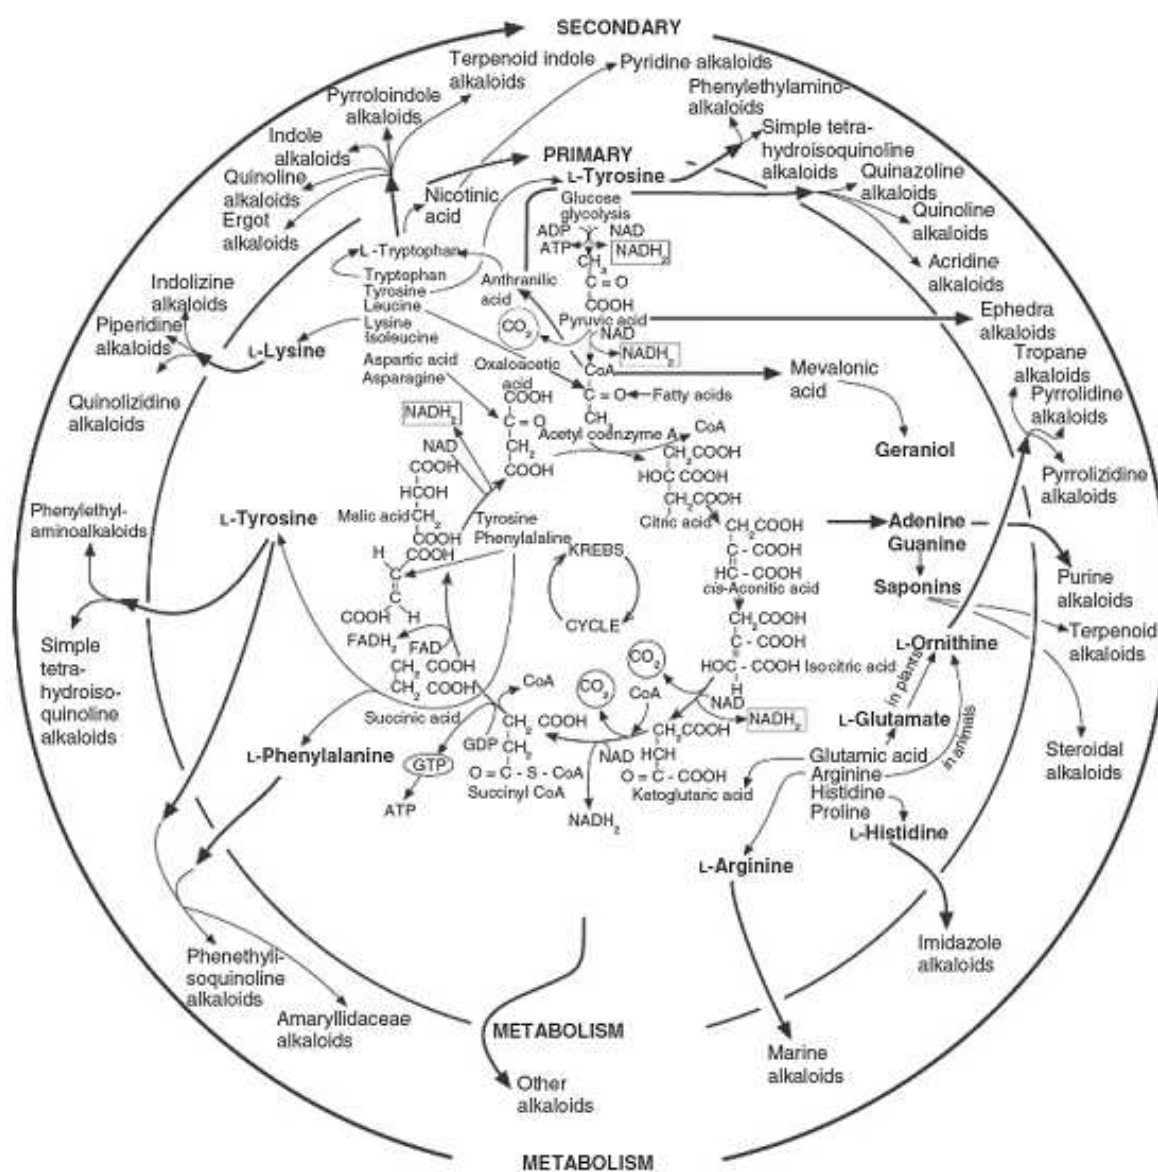 SECONDARY
Terpenoid indole
alkaloids
Pyridine alkaloids
Phenylethylamino-
alkaloids
Pyrroloindole
alkaloids
Simple tetra-
hydroisoquinoline
alkaloids
Indole
alkaloids
PRIMARY
L-Tyrosine
Quinoline
alkaloids
Nicotinic
acid
Quinazoline
alkaloids
Ergot
alkaloids
Glucose
glycolysis
Quinoline
alkaloids
ADP
NAD
ATP
NADH2
Acridine
alkaloids
L-Tryptophan
CH3
C = O
COOH
Pyruvic acid
Tryptophan
Tyrosine
Leucine
Lysine
Isoleucine
Anthranilic
acid
Indolizine
alkaloids
Piperidine
alkaloids
L-Lysine
Quinolizidine
alkaloids
CO2
NAD
NADH2
Ephedra
alkaloids
Tropane
alkaloids
Pyrrolidine
alkaloids
Pyrrolizidine
alkaloids
Aspartic acid
Asparagine
Oxaloacetic
acid
COOH
C = O
CH2
COOH
CoA
C = O
CH3
Fatty acids
Acetyl coenzyme A
CoA
Mevalonic
acid
Geraniol
NADH2
NAD
COOH
HCOH
CH2
COOH
Malic acid
CH2COOH
HOC COOH
CH2COOH
Citric acid
Phenylethyl-
aminoalkaloids
L-Tyrosine
Tyrosine
Phenylalaline
CH2COOH
C - COOH
HC - COOH
cis-Aconitic acid
Adenine
Guanine
Saponins
Purine
alkaloids
H
COOH
C
C
COOH
H
KREBS
CYCLE
Simple
tetra-
hydroiso-
quinoline
alkaloids
FADH2
FAD
CH2COOH
CH2COOH
Succinic acid
CH2COOH
C - COOH
HOC - COOH
H
Isocitric acid
L-Ornithine
Terpenoid
alkaloids
CO2
CO2
CoA
CoA
NAD
NADH2
in plants
L-Glutamate
in animals
Steroidal
alkaloids
L-Phenylalanine
GTP
GDP
ATP
CH2 COOH
CH2
O = C - S - CoA
Succinyl CoA
NAD
NADH2
CH2COOH
HCH
O = C - COOH
Ketoglutaric acid
Glutamic acid
Arginine
Histidine
Proline
L-Histidine
L-Arginine
Imidazole
alkaloids
Phenethyli-
soquinoline
alkaloids
Amaryllidaceae
alkaloids
METABOLISM
Marine
alkaloids
Other
alkaloids
METABOLISM